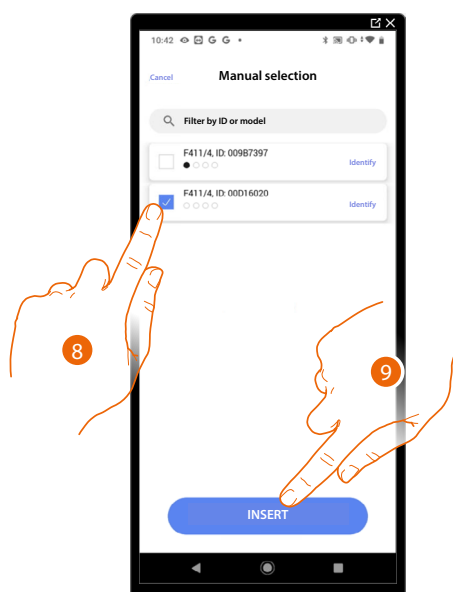 10:42 G G
Cancel
Manual selection
Filter by ID or model
F411/4, ID: 009B7397
Identify
F411/4, ID: 00D16020
Identify
8
9
INSERT